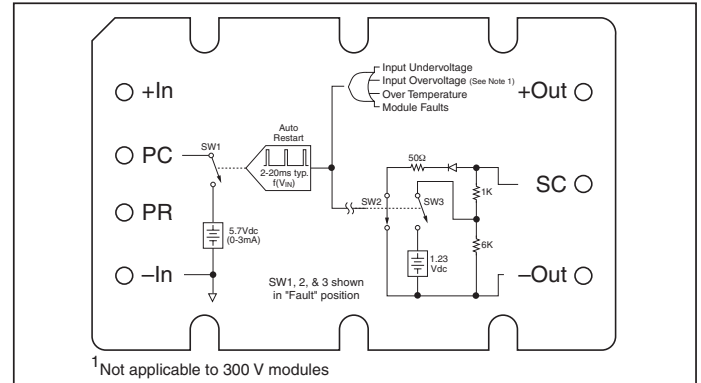 Input Undervoltage
Input Overvoltage (See Note 1)
Over Temperature
Module Faults
+In
+Out
PC
SW1
Auto
Restart
2-20ms typ.
f(VIN)
50Ω
1K
SC
PR
SW2
SW3
5.7Vdc
(0-3mA)
6K
1.23
Vdc
–In
–Out
SW1, 2, & 3 shown
in "Fault" position
1Not applicable to 300 V modules